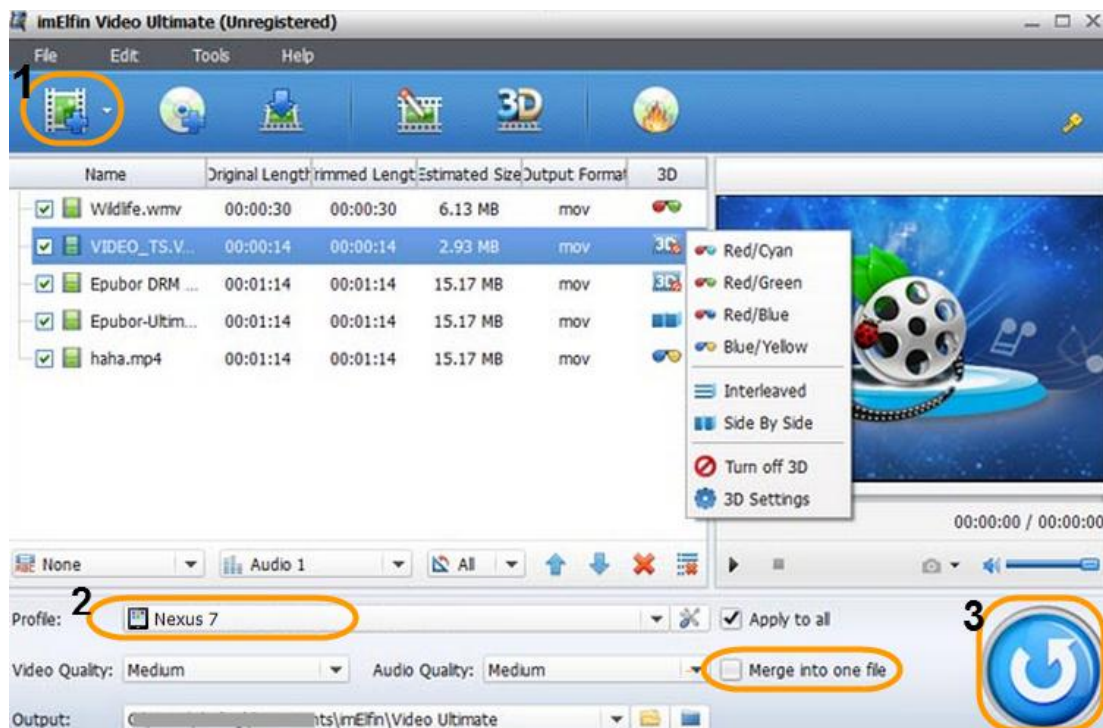 imElfin Video Ultimate (Unregistered)
File Edit Tools Help
1
3D
Name Original Length Trimmed Lengt Estimated Size Output Format 3D
Wildlife.wmv 00:00:30 00:00:30 6.13 MB mov
VIDEO_TS.V... 00:00:14 00:00:14 2.93 MB mov 3D
Epubor DRM ... 00:01:14 00:01:14 15.17 MB mov 3D
Epubor-Ultim... 00:01:14 00:01:14 15.17 MB mov
haha.mp4 00:01:14 00:01:14 15.17 MB mov
Red/Cyan
Red/Green
Red/Blue
Blue/Yellow
Interleaved
Side By Side
Turn off 3D
3D Settings
00:00:00 / 00:00:00
None Audio 1 All
2
Profile: Nexus 7 Apply to all
3
Video Quality: Medium Audio Quality: Medium Merge into one file
Output: nts\imElfin\Video Ultimate